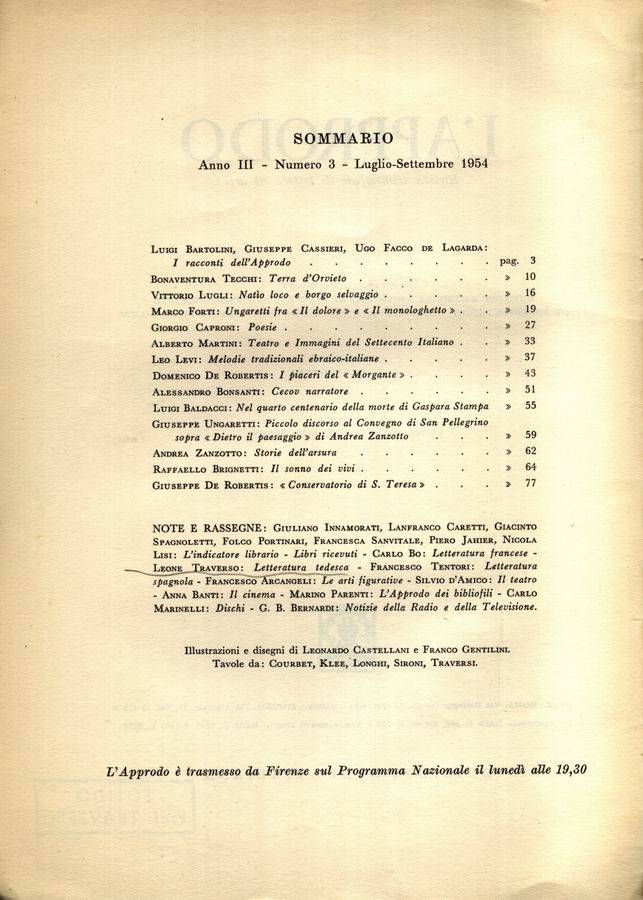 SOMMARIO
Anno III - Numero 3 - Luglio-Settembre 1954
LUIGI BARTOLINI, GIUSEPPE CASSIERI, UGO FACCO DE LAGARDA:
I racconti dell'Approdo . . . . . . . . pag. 3
BONAVENTURA TECCHI: Terra d'Orvieto . . . . . » 10
VITTORIO LUGLI: Natìo loco e borgo selvaggio . . . . . » 16
MARCO FORTI: Ungaretti fra « Il dolore » e « Il monologhetto » . . » 19
GIORGIO CAPRONI: Poesie . . . . . . . . » 27
ALBERTO MARTINI: Teatro e Immagini del Settecento Italiano . . » 33
LEO LEVI: Melodie tradizionali ebraico-italiane . . . . . » 37
DOMENICO DE ROBERTIS: I piaceri del « Morgante » . . . . » 43
ALESSANDRO BONSANTI: Cecov narratore . . . . . » 51
LUIGI BALDACCI: Nel quarto centenario della morte di Gaspara Stampa » 55
GIUSEPPE UNGARETTI: Piccolo discorso al Convegno di San Pellegrino
sopra « Dietro il paesaggio » di Andrea Zanzotto . . . » 59
ANDREA ZANZOTTO: Storie dell'arsura . . . . . » 62
RAFFAELLO BRIGNETTI: Il sonno dei vivi . . . . . . » 64
GIUSEPPE DE ROBERTIS: « Conservatorio di S. Teresa » . . . » 77
NOTE E RASSEGNE: GIULIANO INNAMORATI, LANFRANCO CARETTI, GIACINTO
SPAGNOLETTI, FOLCO PORTINARI, FRANCESCA SANVITALE, PIERO JAHIER, NICOLA
LISI: L'indicatore librario - Libri ricevuti - CARLO BO: Letteratura francese -
LEONE TRAVERSO: Letteratura tedesca - FRANCESCO TENTORI: Letteratura
spagnola - FRANCESCO ARCANGELI: Le arti figurative - SILVIO D'AMICO: Il teatro
- ANNA BANTI: Il cinema - MARINO PARENTI: L'Approdo dei bibliofili - CARLO
MARINELLI: Dischi - G. B. BERNARDI: Notizie della Radio e della Televisione.
Illustrazioni e disegni di LEONARDO CASTELLANI e FRANCO GENTILINI.
Tavole da: COURBET, KLEE, LONGHI, SIRONI, TRAVERSI.
L'Approdo è trasmesso da Firenze sul Programma Nazionale il lunedì alle 19,30